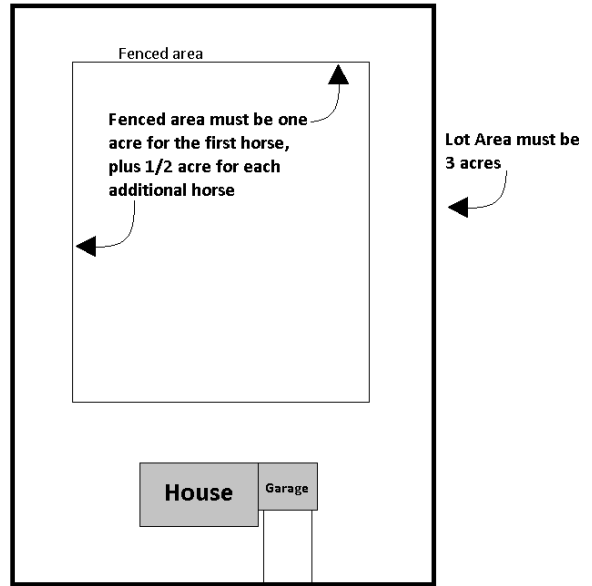 Fenced area
Fenced area must be one
acre for the first horse,
plus 1/2 acre for each
additional horse
Lot Area must be
3 acres
House
Garage